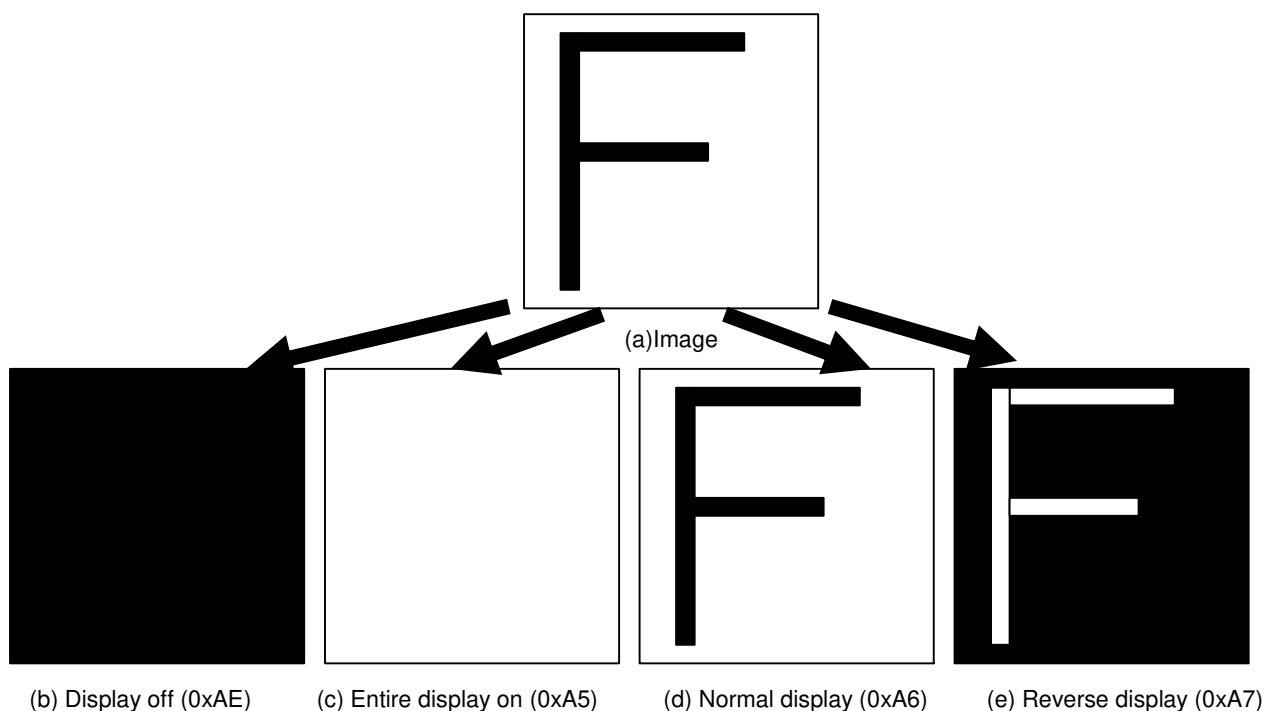 F
(a)Image
F
F
(b) Display off (0xAE)
(c) Entire display on (0xA5)
(d) Normal display (0xA6)
(e) Reverse display (0xA7)